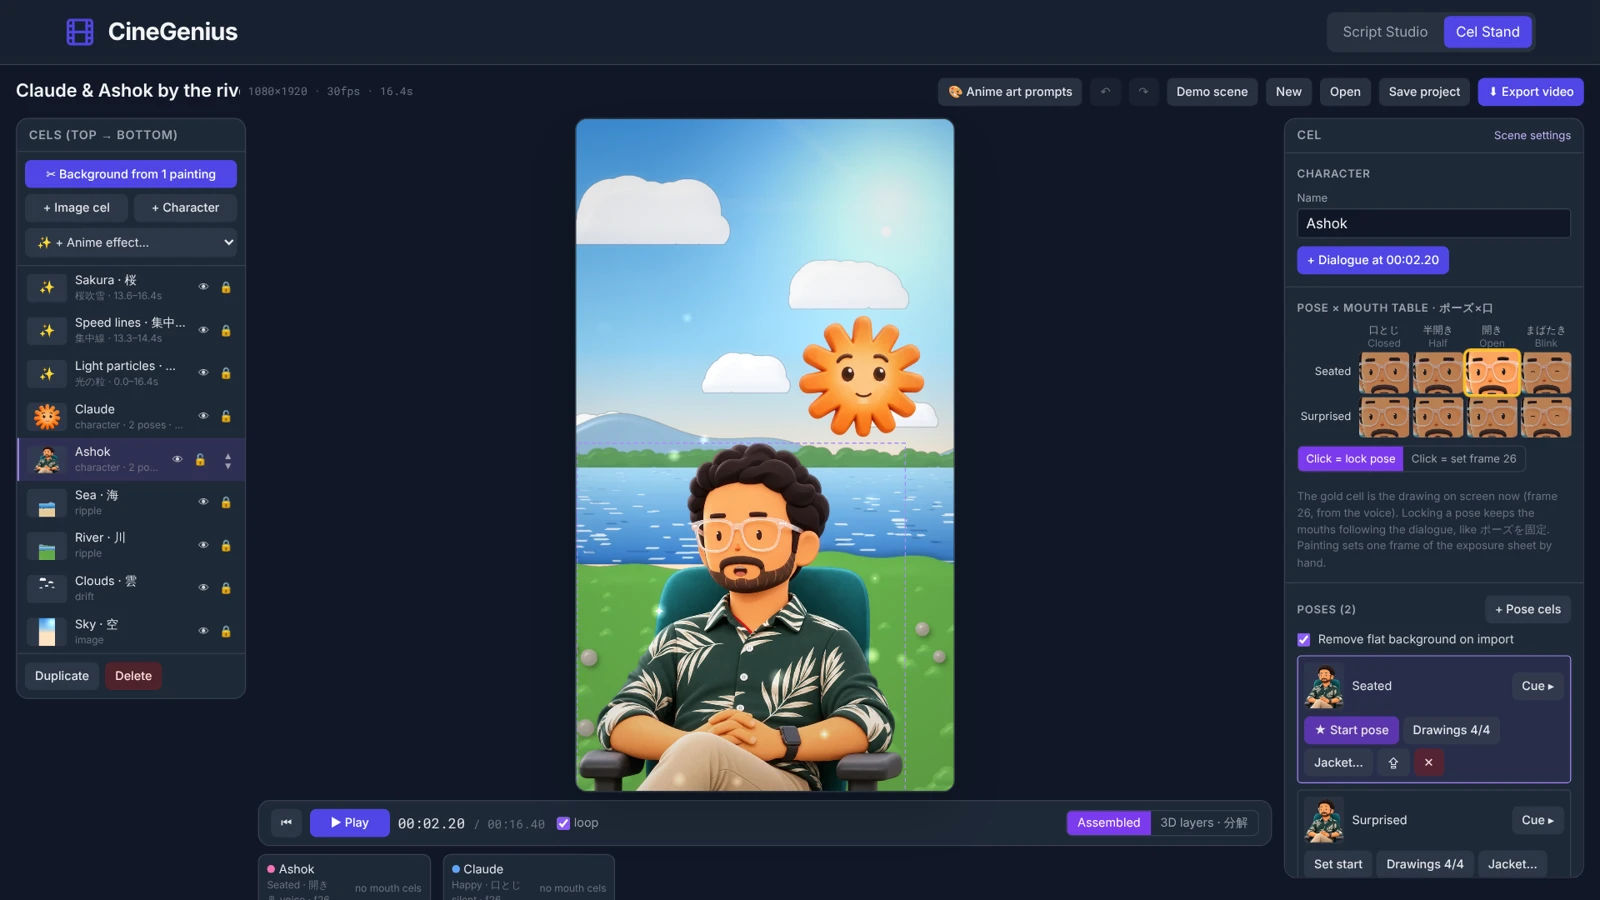 CineGenius
Script Studio
Cel Stand
Claude & Ashok by the riv
1080×1920 · 30fps · 16.4s
🎨 Anime art prompts
↶
↷
Demo scene
New
Open
Save project
⬇ Export video
CELS (TOP → BOTTOM)
✂ Background from 1 painting
+ Image cel
+ Character
✨ + Anime effect...
Sakura · 桜
桜吹雪 · 13.6–16.4s
Speed lines · 集中...
集中線 · 13.3–14.4s
Light particles · ...
光の粒 · 0.0–16.4s
Claude
character · 2 poses · ...
Ashok
character · 2 po...
Sea · 海
ripple
River · 川
ripple
Clouds · 雲
drift
Sky · 空
image
Duplicate
Delete
⏮
▶ Play
00:02.20 / 00:16.40
loop
Assembled
3D layers · 分解
Ashok
Seated · 開き
no mouth cels
Claude
Happy · 口とじ
no mouth cels
CEL
Scene settings
CHARACTER
Name
Ashok
+ Dialogue at 00:02.20
POSE × MOUTH TABLE · ポーズ×口
口とじ 半開き 開き まばたき
Closed Half Open Blink
Seated
Surprised
Click = lock pose
Click = set frame 26
The gold cell is the drawing on screen now (frame
26, from the voice). Locking a pose keeps the
mouths following the dialogue, like ポーズを固定.
Painting sets one frame of the exposure sheet by
hand.
POSES (2)
+ Pose cels
Remove flat background on import
Seated
Cue ▸
★ Start pose
Drawings 4/4
Jacket...
✕
Surprised
Cue ▸
Set start
Drawings 4/4
Jacket...